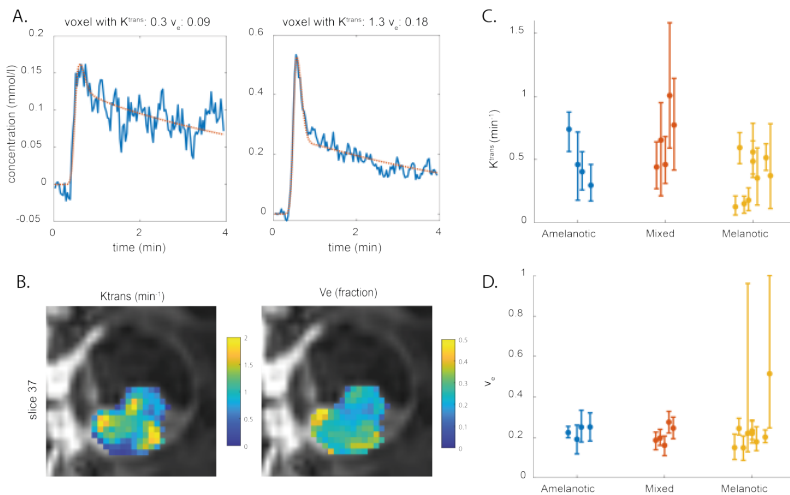 A.
voxel with Kᵗʳᵃⁿˢ: 0.3 vₑ: 0.09
concentration (mmol/l)
0.2
0.15
0.1
0.05
0
-0.05
0
2
4
time (min)
voxel with Kᵗʳᵃⁿˢ: 1.3 vₑ: 0.18
0.6
0.4
0.2
0
0
2
4
time (min)
B.
Ktrans (min⁻¹)
slice 37
2
1.5
1
0.5
0
Ve (fraction)
0.5
0.4
0.3
0.2
0.1
0
C.
Kᵗʳᵃⁿˢ (min⁻¹)
1.5
1
0.5
0
Amelanotic
Mixed
Melanotic
D.
vₑ
1
0.8
0.6
0.4
0.2
0
Amelanotic
Mixed
Melanotic